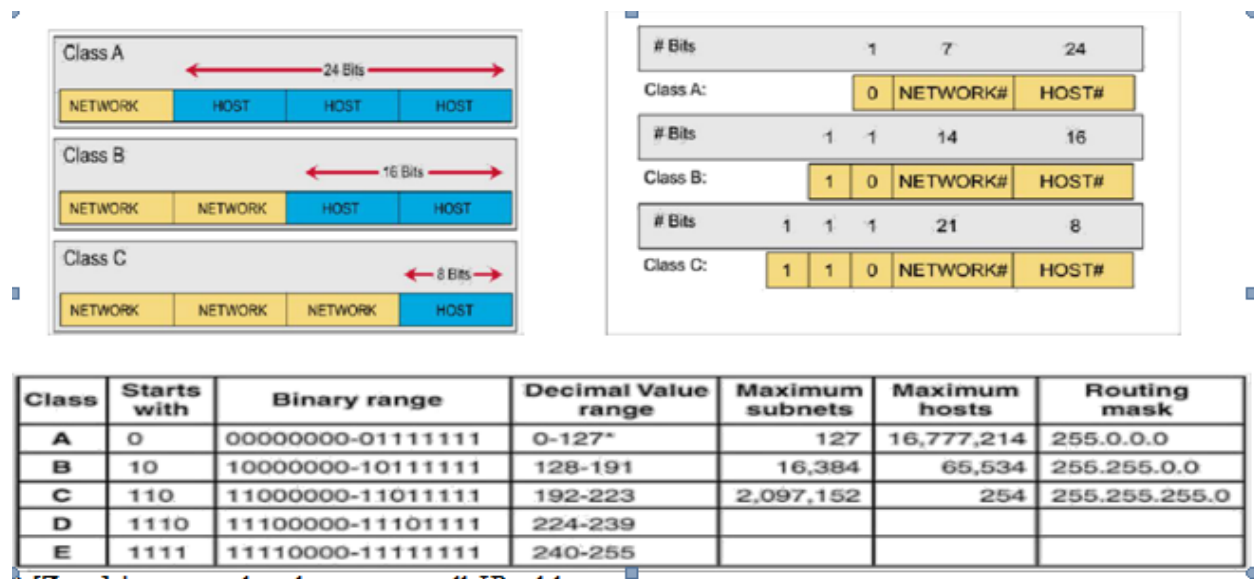 Class A
24 Bits
NETWORK HOST HOST HOST
Class B
16 Bits
NETWORK NETWORK HOST HOST
Class C
8 Bits
NETWORK NETWORK NETWORK HOST
# Bits 1 7 24
Class A: 0 NETWORK# HOST#
# Bits 1 1 14 16
Class B: 1 0 NETWORK# HOST#
# Bits 1 1 1 21 8
Class C: 1 1 0 NETWORK# HOST#
Class Starts with Binary range Decimal Value range Maximum subnets Maximum hosts Routing mask
A 0 00000000-01111111 0-127* 127 16,777,214 255.0.0.0
B 10 10000000-10111111 128-191 16,384 65,534 255.255.0.0
C 110 11000000-11011111 192-223 2,097,152 254 255.255.255.0
D 1110 11100000-11101111 224-239
E 1111 11110000-11111111 240-255